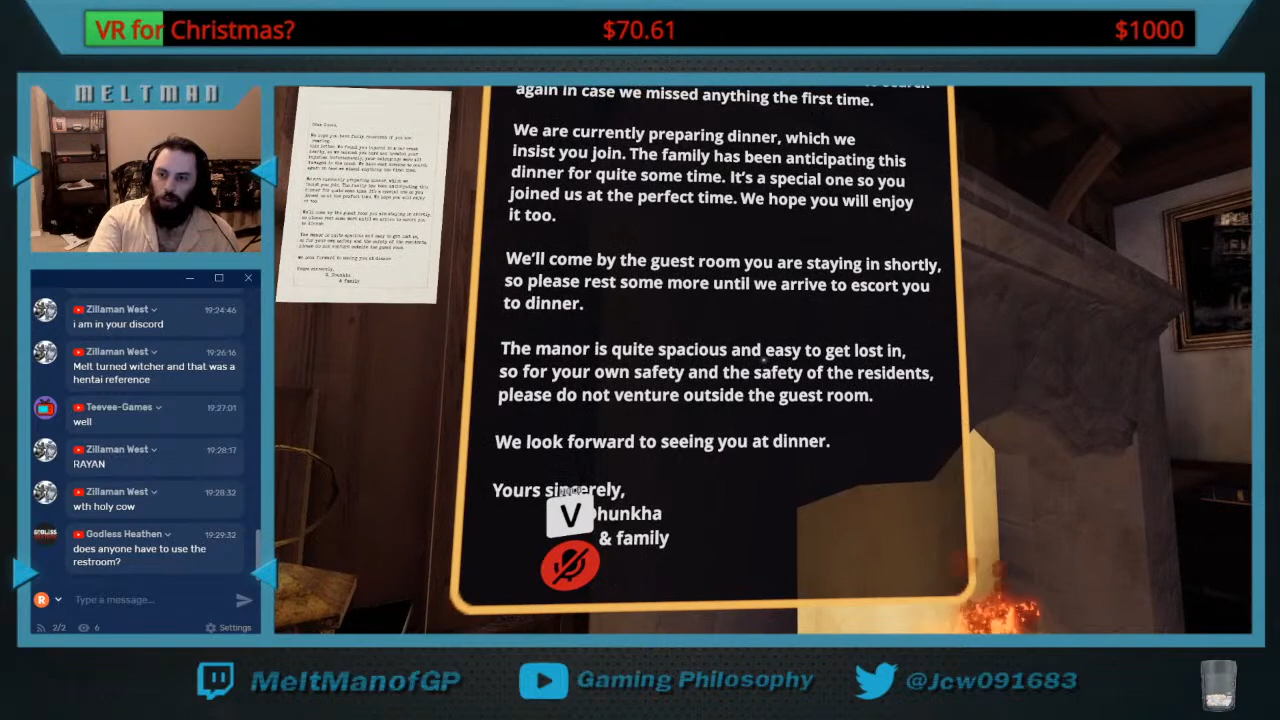 VR for Christmas?
$70.61
$1000
MELTMAN
Zillaman West
19:24:46
i am in your discord
Zillaman West
19:26:16
Melt turned witcher and that was a
hentai reference
Teevee-Games
19:27:01
well
Zillaman West
19:28:17
RAYAN
Zillaman West
19:28:32
wth holy cow
Godless Heathen
19:29:32
does anyone have to use the
restroom?
R
Type a message...
2/2
6
Settings
again in case we missed anything the first time.
We are currently preparing dinner, which we
insist you join. The family has been anticipating this
dinner for quite some time. It's a special one so you
joined us at the perfect time. We hope you will enjoy
it too.
We'll come by the guest room you are staying in shortly,
so please rest some more until we arrive to escort you
to dinner.
The manor is quite spacious and easy to get lost in,
so for your own safety and the safety of the residents,
please do not venture outside the guest room.
We look forward to seeing you at dinner.
Yours sincerely,
V
Dhunkha
& family
MeltManofGP
Gaming Philosophy
@Jcw091683